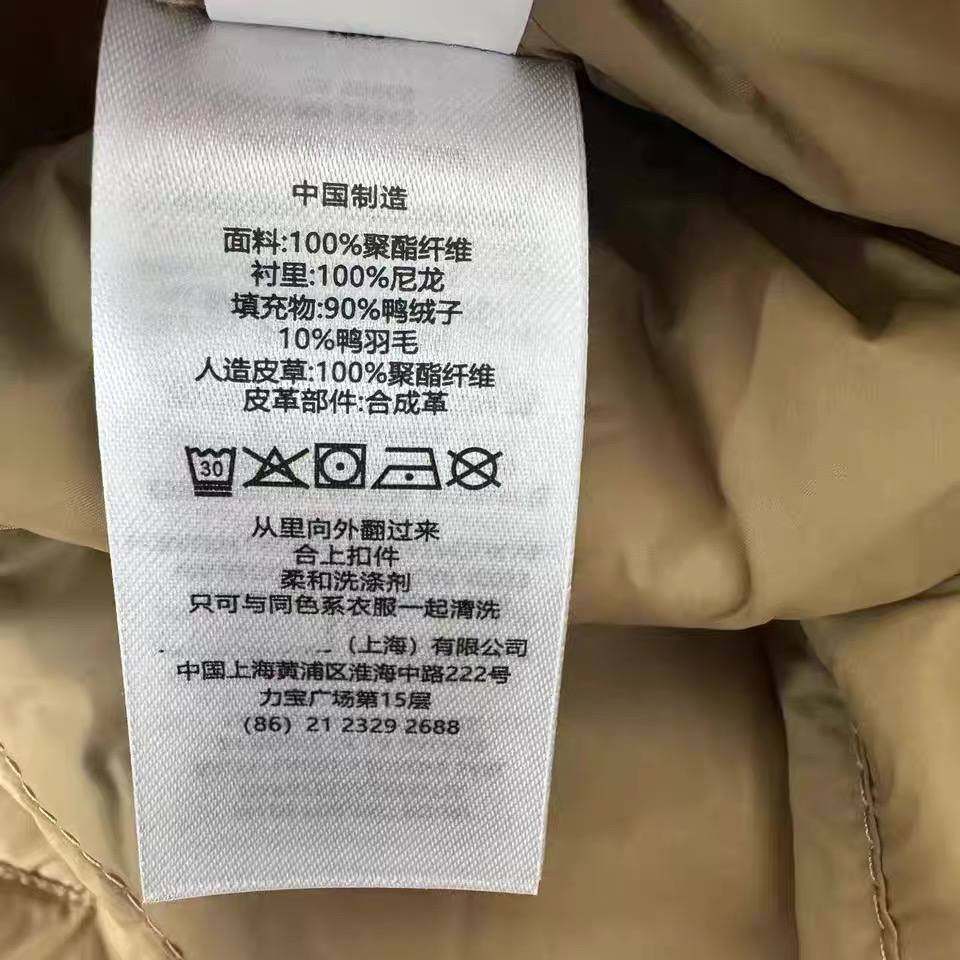 中国制造
面料:100%聚酯纤维
衬里:100%尼龙
填充物:90%鸭绒子
10%鸭羽毛
人造皮草:100%聚酯纤维
皮革部件:合成革
30
从里向外翻过来
合上扣件
柔和洗涤剂
只可与同色系衣服一起清洗
（上海）有限公司
中国上海黄浦区淮海中路222号
力宝广场第15层
(86) 21 2329 2688